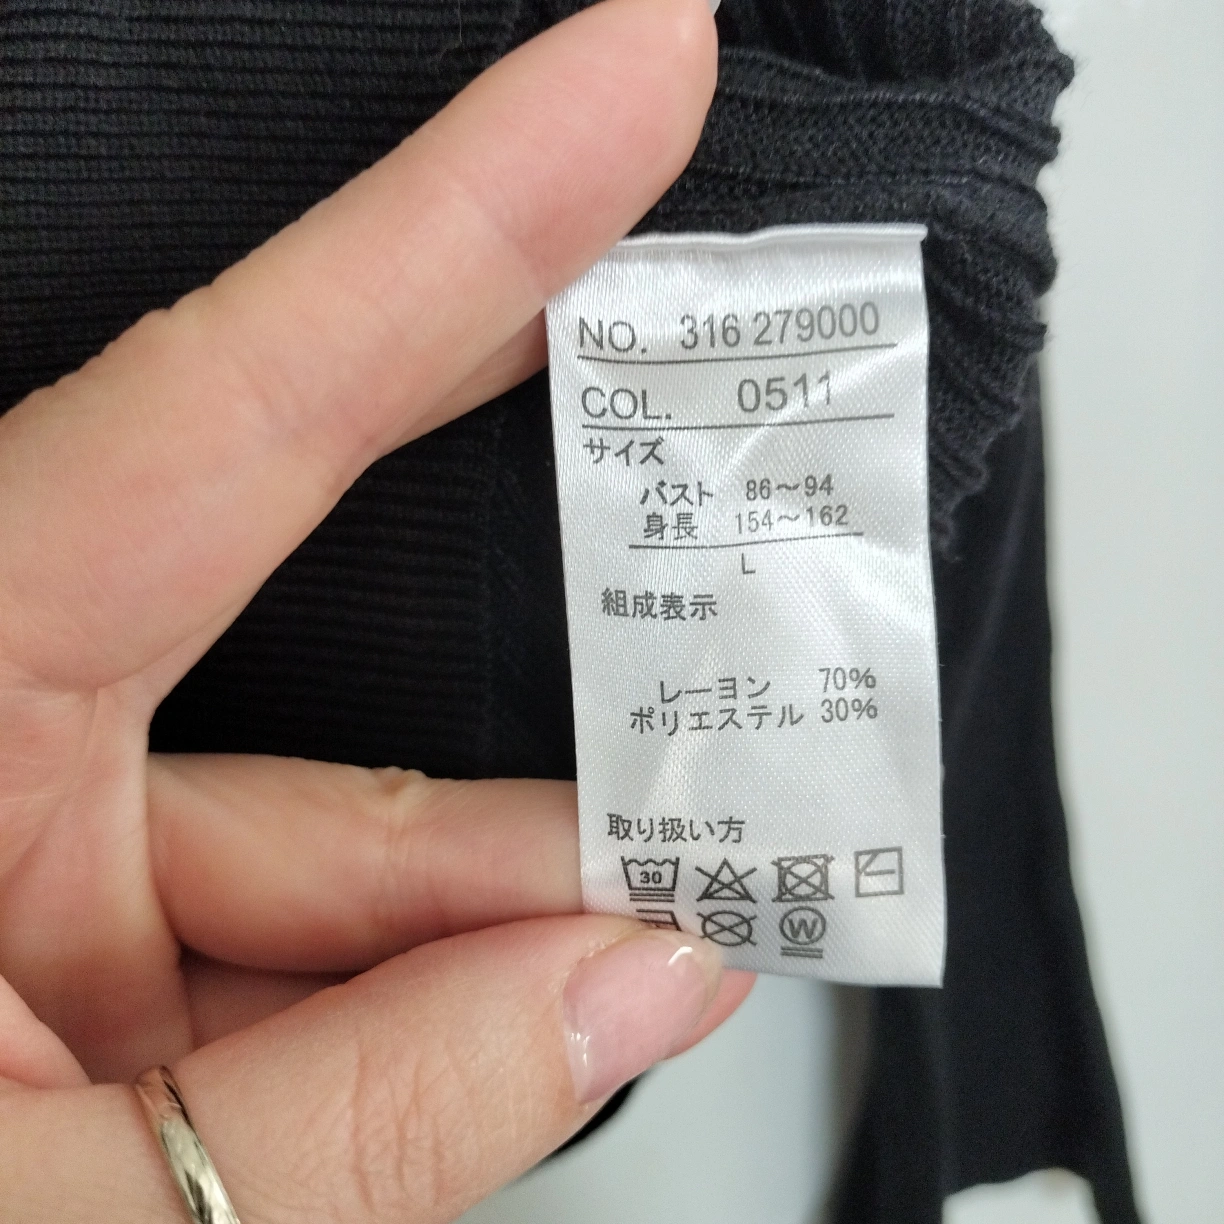 NO. 316 279000
COL. 0511
サイズ
バスト 86～94
身長 154～162
L
組成表示
レーヨン 70%
ポリエステル 30%
取り扱い方
30
W